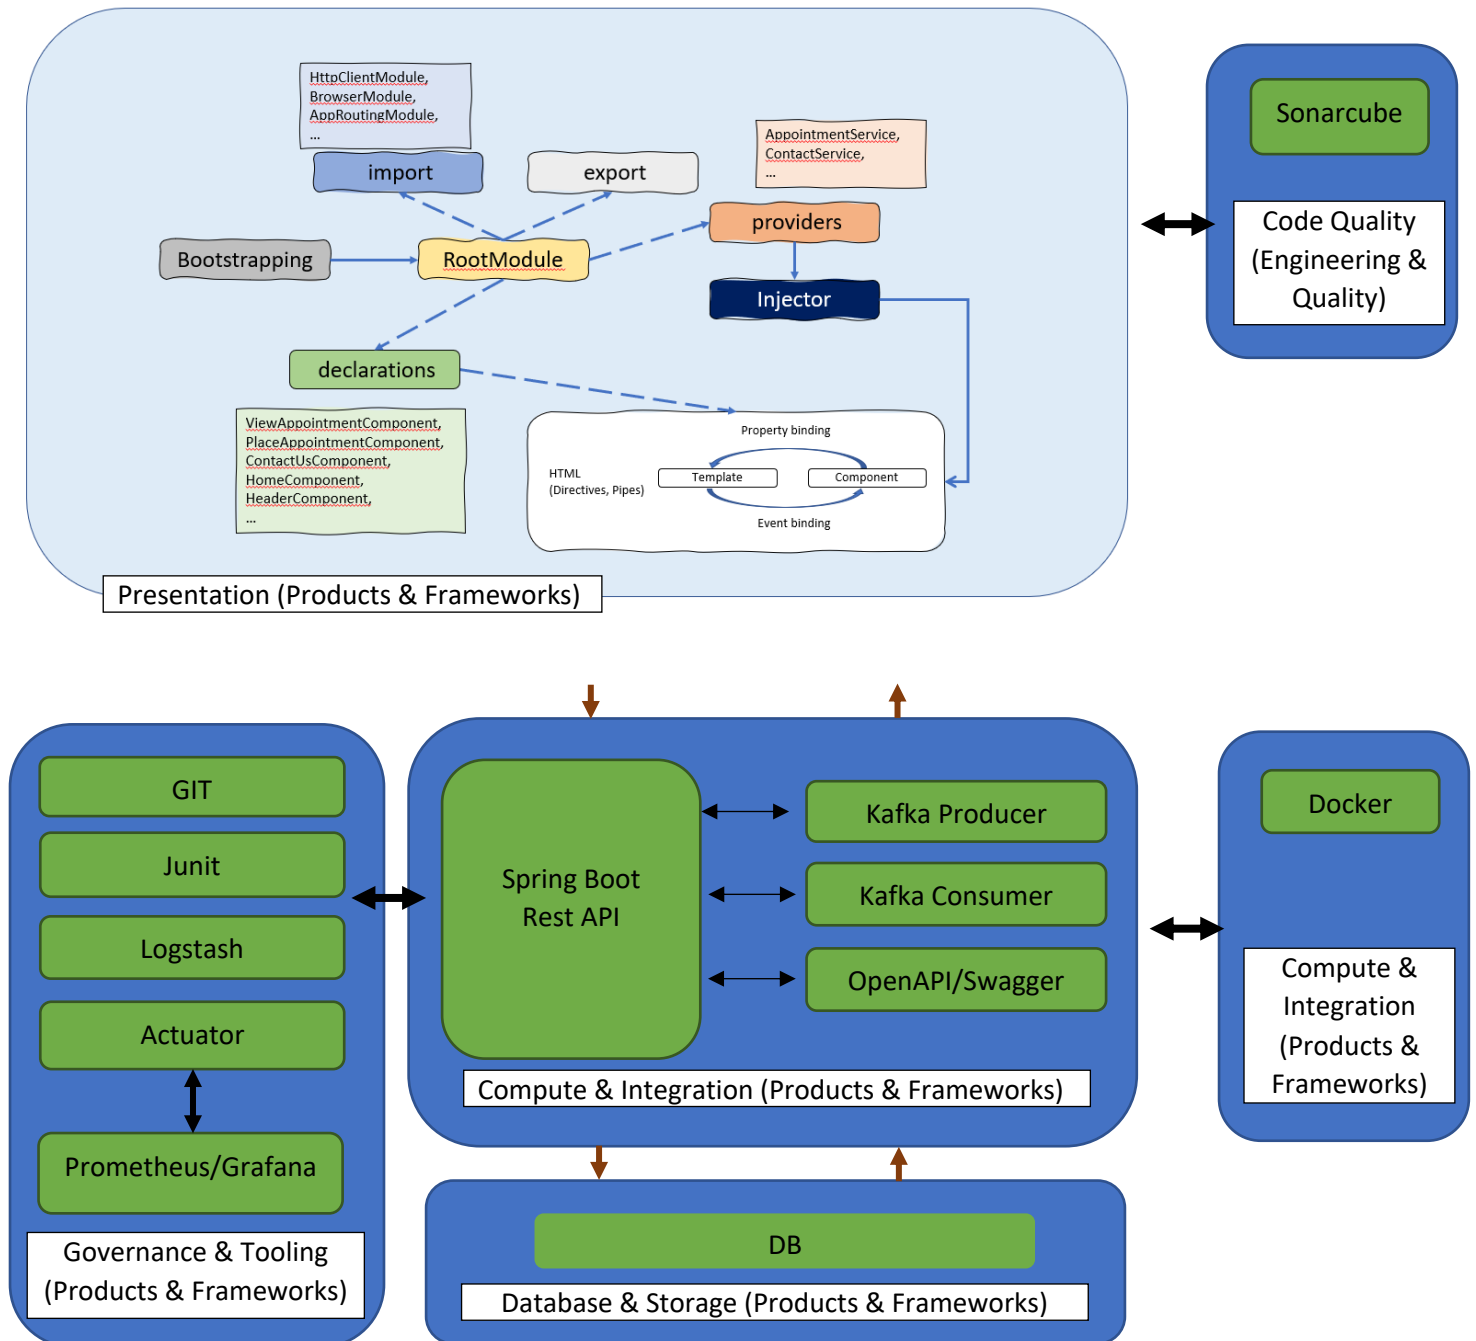 HttpClientModule,
BrowserModule,
AppRoutingModule,
...
import
export
AppointmentService,
ContactService,
...
providers
Bootstrapping
RootModule
Injector
declarations
ViewAppointmentComponent,
PlaceAppointmentComponent,
ContactUsComponent,
HomeComponent,
HeaderComponent,
...
Property binding
HTML
(Directives, Pipes)
Template
Component
Event binding
Presentation (Products & Frameworks)
Sonarcube
Code Quality
(Engineering &
Quality)
GIT
Junit
Logstash
Actuator
Prometheus/Grafana
Governance & Tooling
(Products & Frameworks)
Spring Boot
Rest API
Kafka Producer
Kafka Consumer
OpenAPI/Swagger
Compute & Integration (Products & Frameworks)
Docker
Compute &
Integration
(Products &
Frameworks)
DB
Database & Storage (Products & Frameworks)